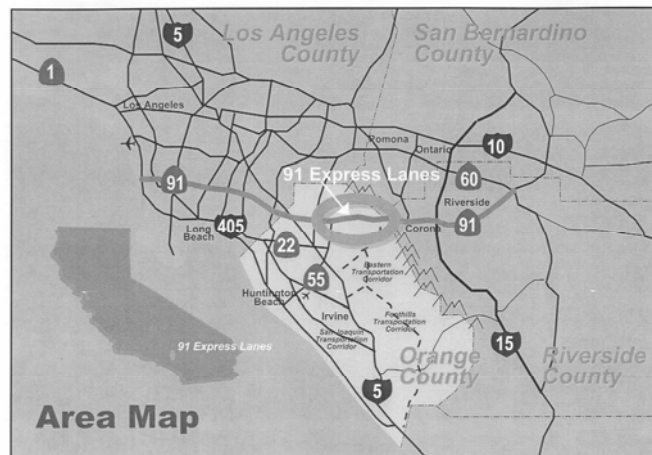 Los Angeles
County
San Bernardino
County
5
1
Los Angeles
Pomona
Ontario
10
60
91 Express Lanes
91
Riverside
Long
Beach
405
Corona
91
22
Eastern
Transportation
Corridor
55
Huntington
Beach
Irvine
Foothills
Transportation
Corridor
San Joaquin
Transportation
Corridor
91 Express Lanes
Orange
County
15
Riverside
County
5
Area Map